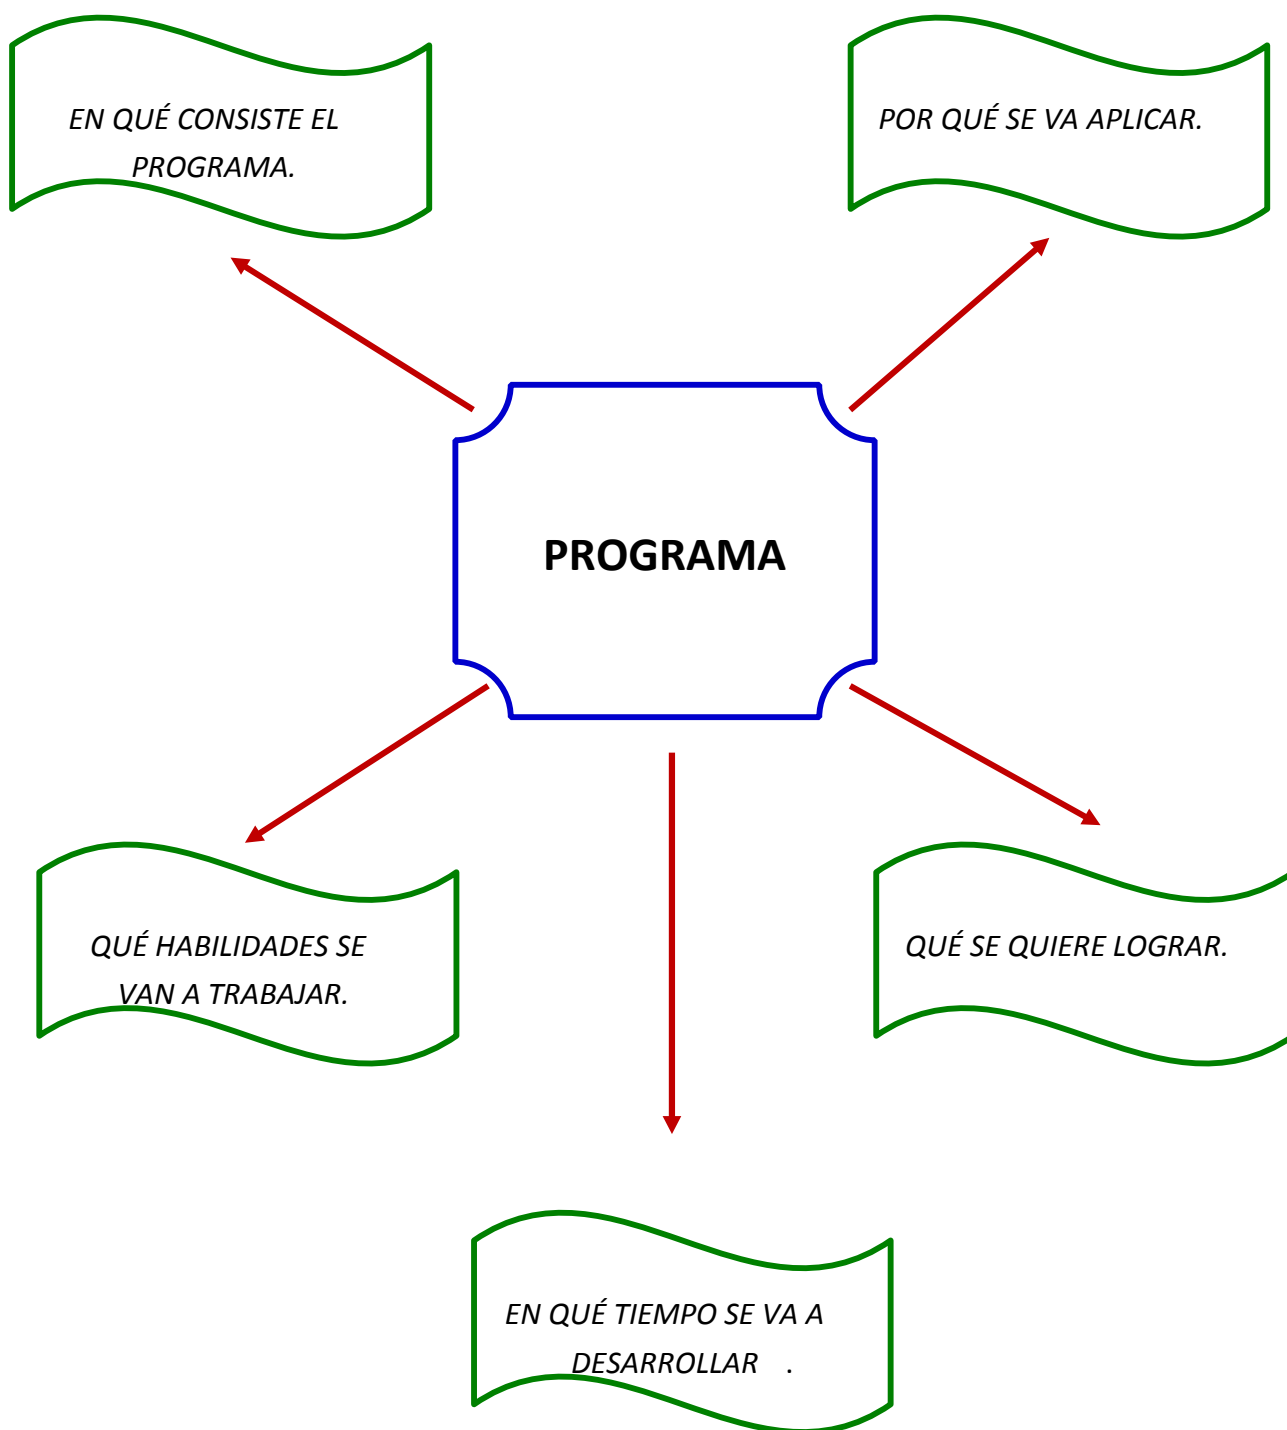 EN QUÉ CONSISTE EL
PROGRAMA.
POR QUÉ SE VA APLICAR.
PROGRAMA
QUÉ HABILIDADES SE
VAN A TRABAJAR.
QUÉ SE QUIERE LOGRAR.
EN QUÉ TIEMPO SE VA A
DESARROLLAR .